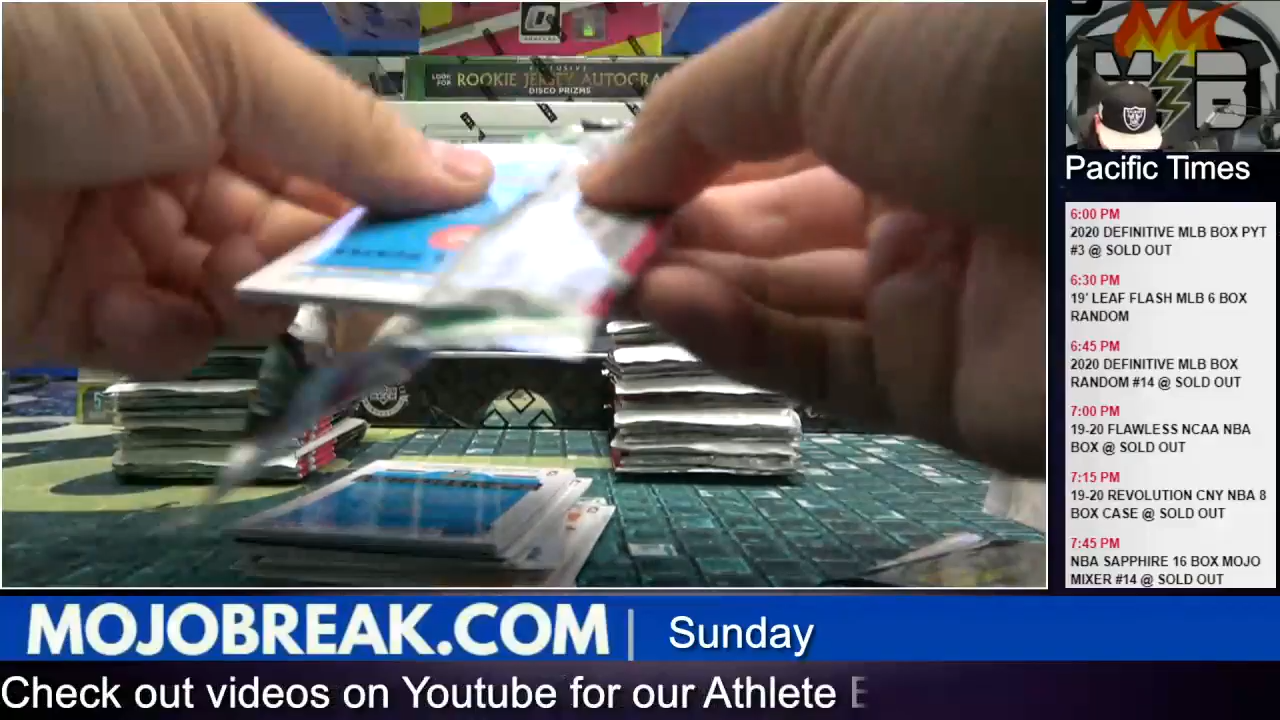 LOOK FOR
EXCLUSIVE
ROOKIE JERSEY AUTOGRA
DISCO PRIZMS
B
Pacific Times
6:00 PM
2020 DEFINITIVE MLB BOX PYT
#3 @ SOLD OUT
6:30 PM
19' LEAF FLASH MLB 6 BOX
RANDOM
6:45 PM
2020 DEFINITIVE MLB BOX
RANDOM #14 @ SOLD OUT
7:00 PM
19-20 FLAWLESS NCAA NBA
BOX @ SOLD OUT
7:15 PM
19-20 REVOLUTION CNY NBA 8
BOX CASE @ SOLD OUT
7:45 PM
NBA SAPPHIRE 16 BOX MOJO
MIXER #14 @ SOLD OUT
MOJOBREAK.COM | Sunday
Check out videos on Youtube for our Athlete E